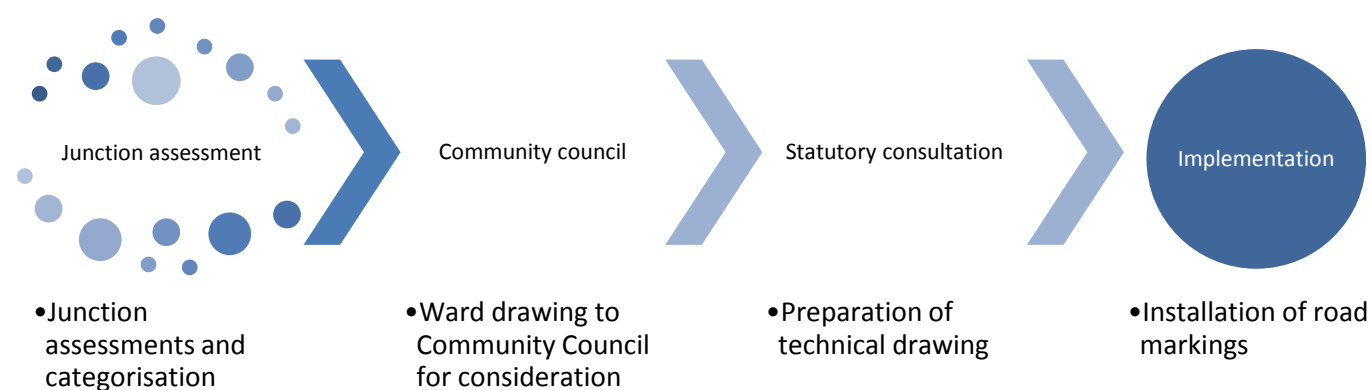 Junction assessment
Community council
Statutory consultation
Implementation
•Junction
assessments and
categorisation
•Ward drawing to
Community Council
for consideration
•Preparation of
technical drawing
•Installation of road
markings